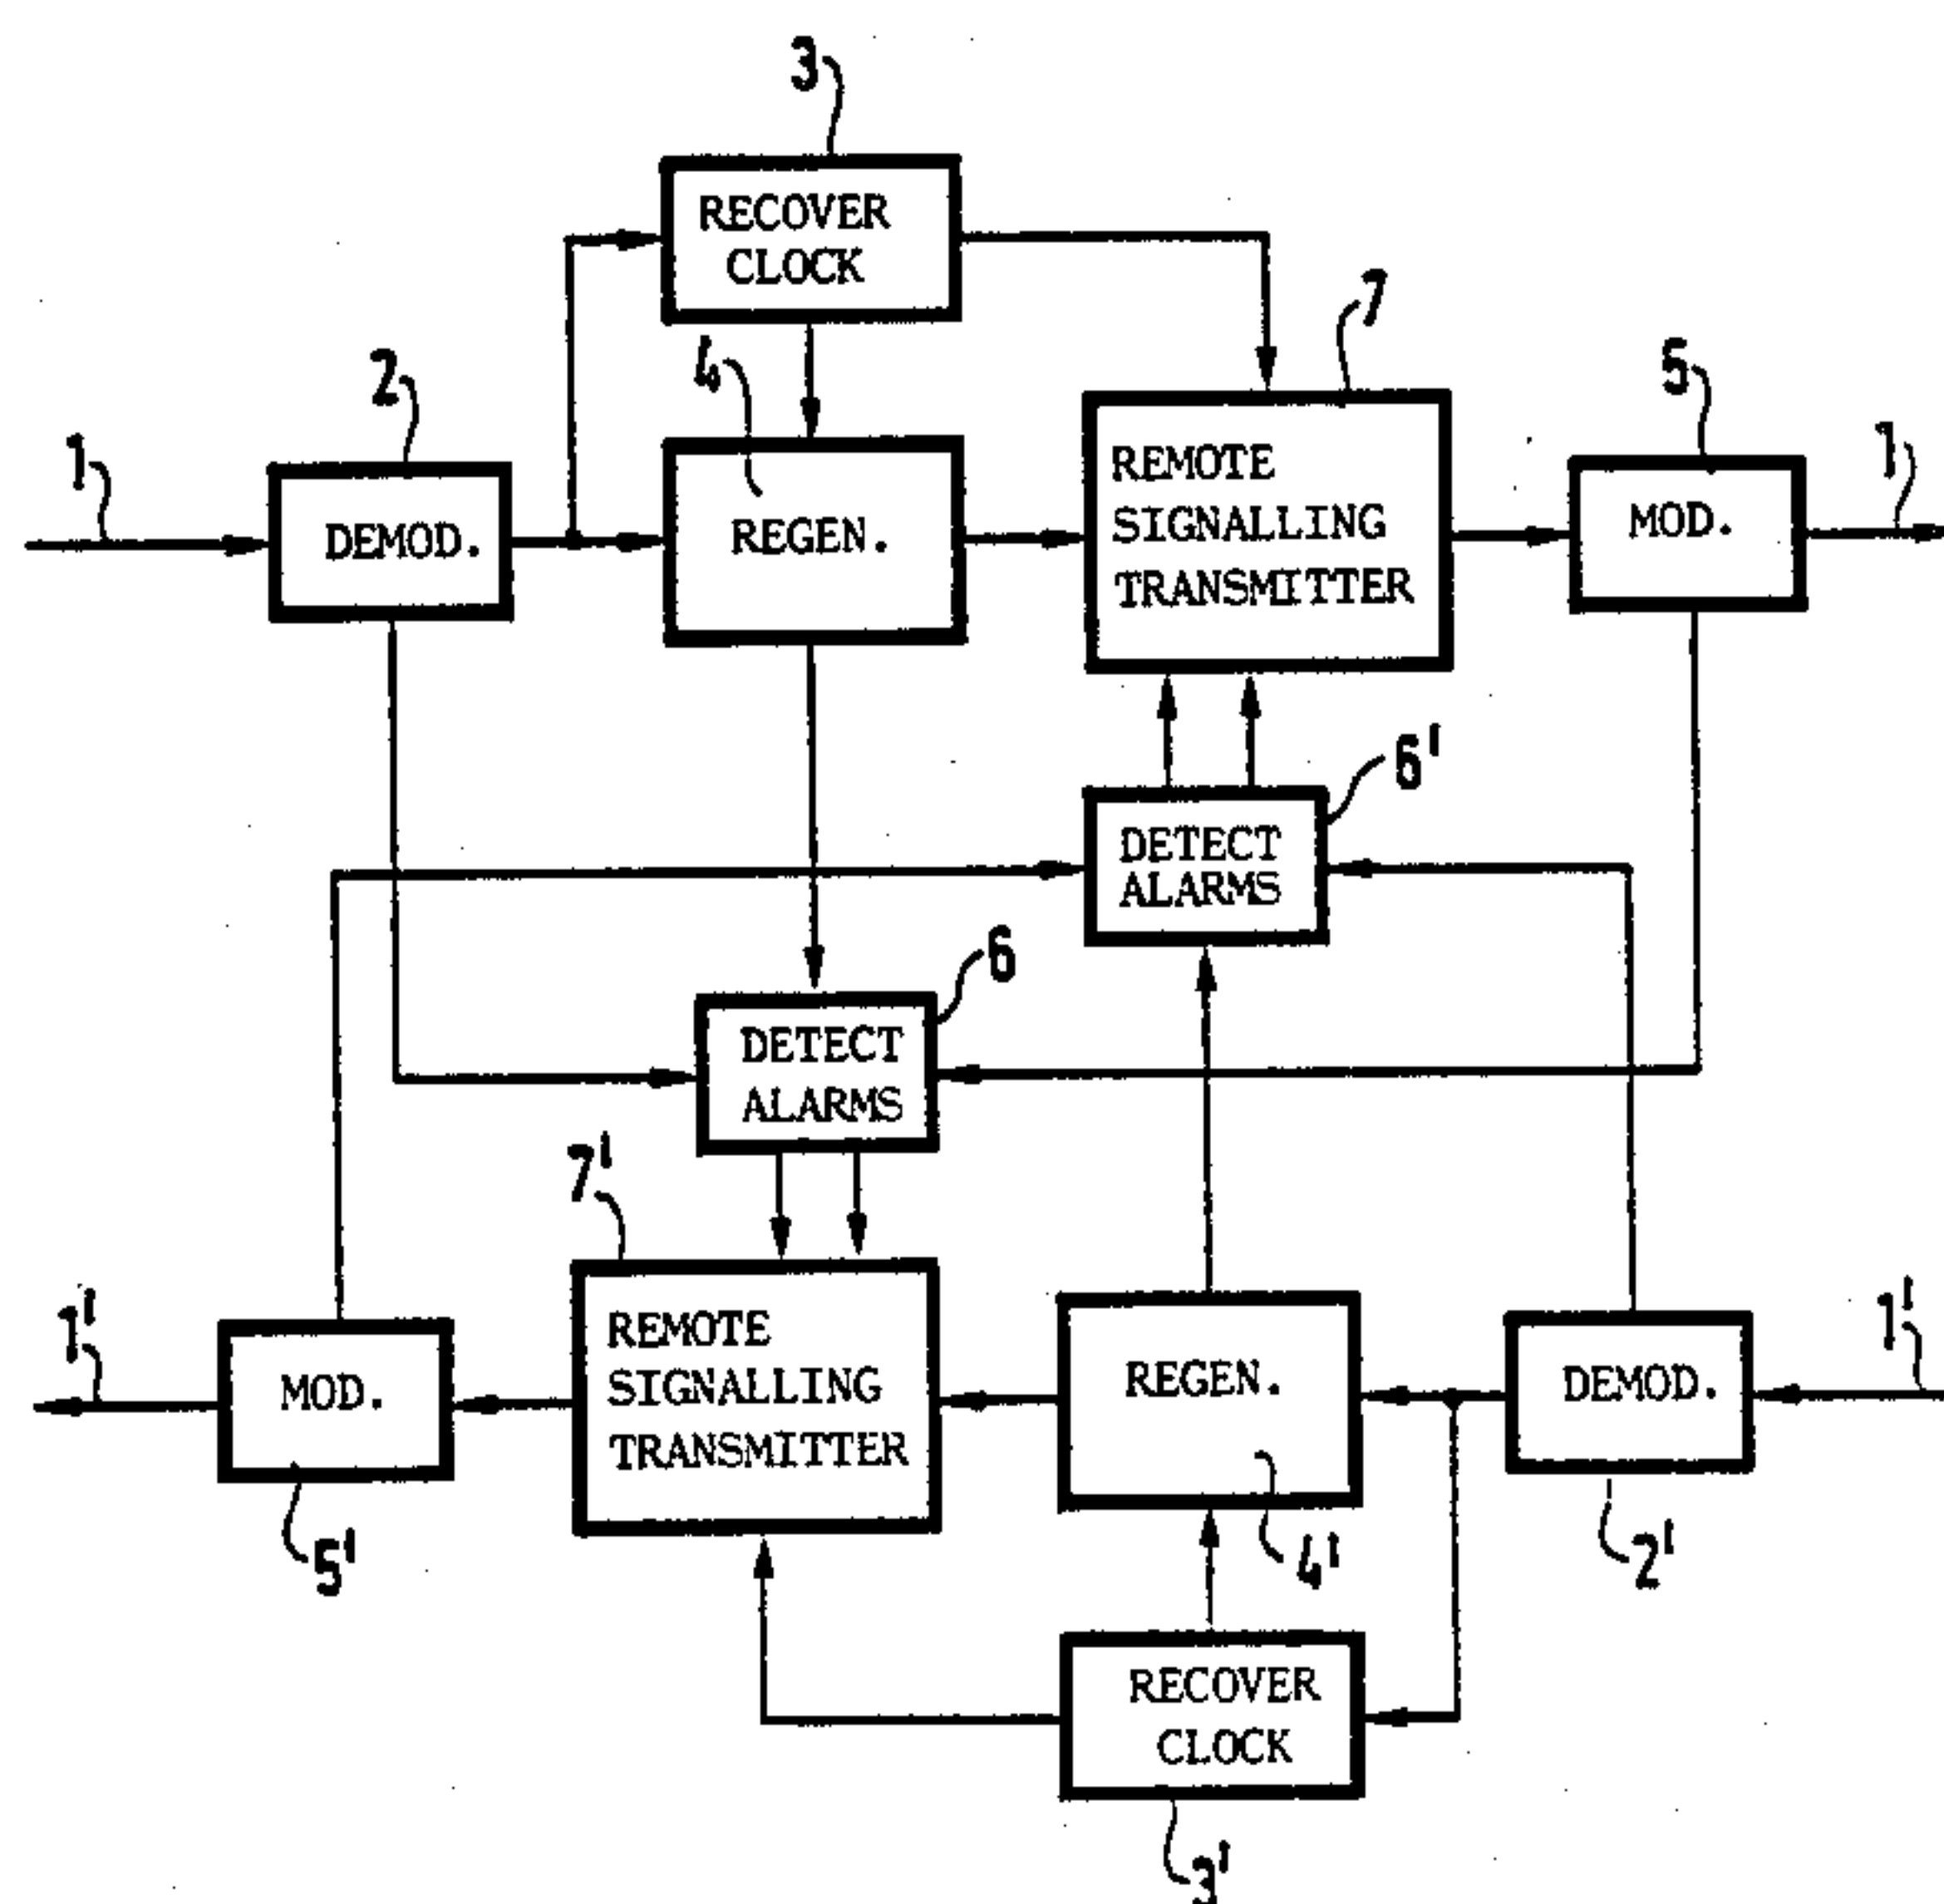 3
RECOVER
CLOCK
7
4
5
2
1
1
REMOTE
SIGNALLING
TRANSMITTER
MOD.
REGEN.
DEMOD.
6'
DETECT
ALARMS
6
DETECT
ALARMS
7'
1'
1'
REMOTE
SIGNALLING
TRANSMITTER
REGEN.
DEMOD.
MOD.
5'
4'
2'
RECOVER
CLOCK
3'